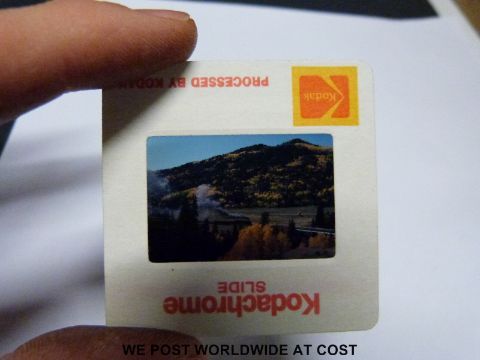 PROCESSED BY KODAK
Kodak
Kodachrome
SLIDE
WE POST WORLDWIDE AT COST